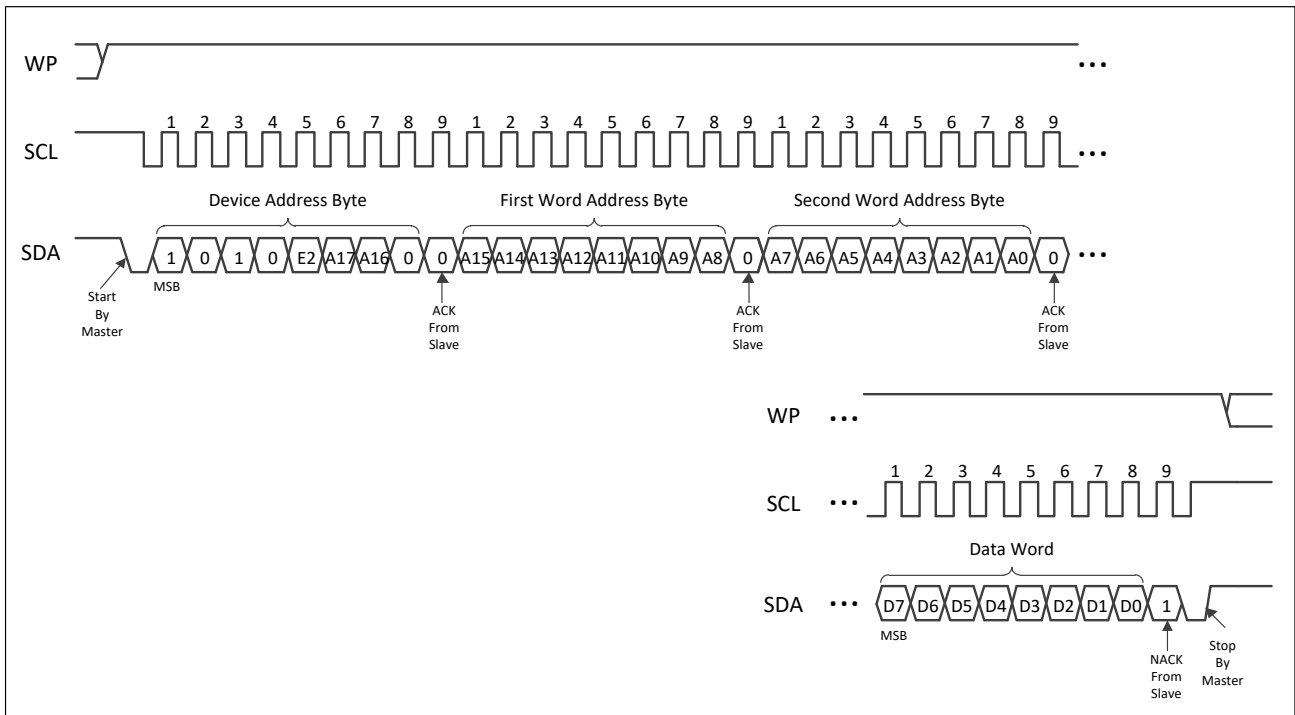 WP ...
1 2 3 4 5 6 7 8 9 1 2 3 4 5 6 7 8 9 1 2 3 4 5 6 7 8 9
SCL ...
Device Address Byte First Word Address Byte Second Word Address Byte
SDA 1 0 1 0 E2 A17 A16 0 0 A15 A14 A13 A12 A11 A10 A9 A8 0 A7 A6 A5 A4 A3 A2 A1 A0 0 ...
MSB
Start
By
Master
ACK
From
Slave
ACK
From
Slave
ACK
From
Slave
WP ...
1 2 3 4 5 6 7 8 9
SCL ...
Data Word
SDA ... D7 D6 D5 D4 D3 D2 D1 D0 1
MSB
NACK
From
Slave
Stop
By
Master